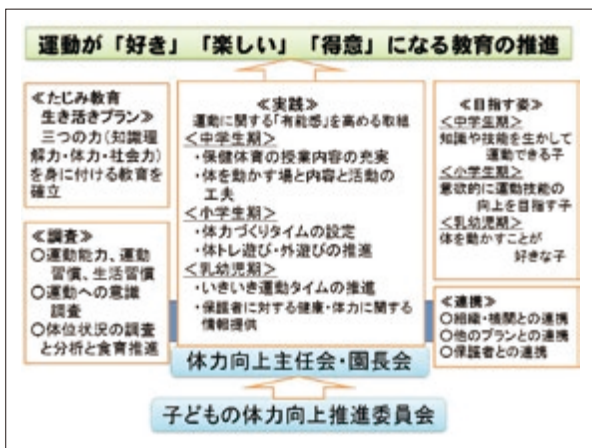 運動が「好き」「楽しい」「得意」になる教育の推進
≪たじみ教育
生き活きプラン≫
三つの力(知識理
解力・体力・社会力)
を身に付ける教育を
確立
≪調査≫
○運動能力、運動
習慣、生活習慣
○運動への意識
調査
○体位状況の調査
と分析と食育推進
≪実践≫
運動に関する「有能感」を高める取組
<中学生期>
・保健体育の授業内容の充実
・体を動かす場と内容と活動の
工夫
<小学生期>
・体力づくりタイムの設定
・体トレ遊び・外遊びの推進
<乳幼児期>
・いきいき運動タイムの推進
・保護者に対する健康・体力に関する
情報提供
≪目指す姿≫
<中学生期>
知識や技能を生かして
運動できる子
<小学生期>
意欲的に運動技能の
向上を目指す子
<乳幼児期>
体を動かすことが
好きな子
≪連携≫
○組織・機関との連携
○他のプランとの連携
○保護者との連携
体力向上主任会・園長会
子どもの体力向上推進委員会